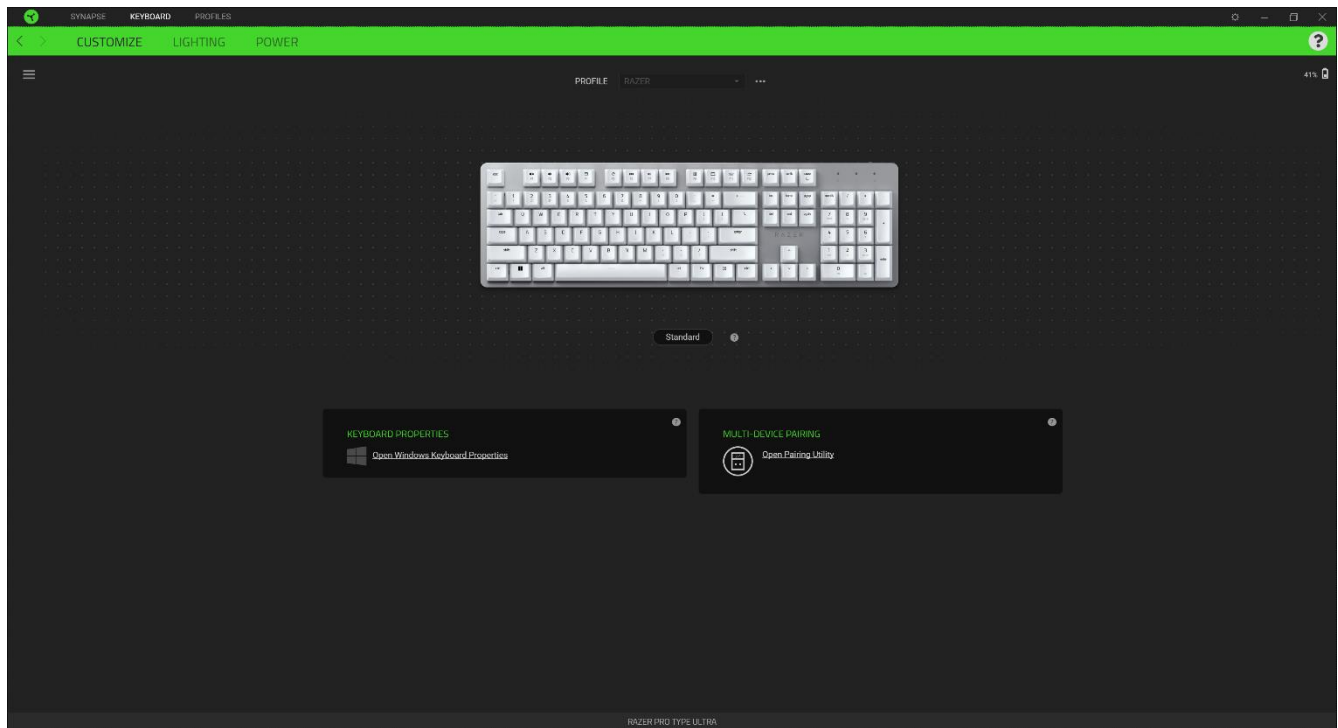 SYNAPSE KEYBOARD PROFILES
CUSTOMIZE LIGHTING POWER ?
PROFILE RAZER ...
41%
RAZER
Standard ?
KEYBOARD PROPERTIES ?
Open Windows Keyboard Properties
MULTI-DEVICE PAIRING ?
Open Pairing Utility
RAZER PRO TYPE ULTRA